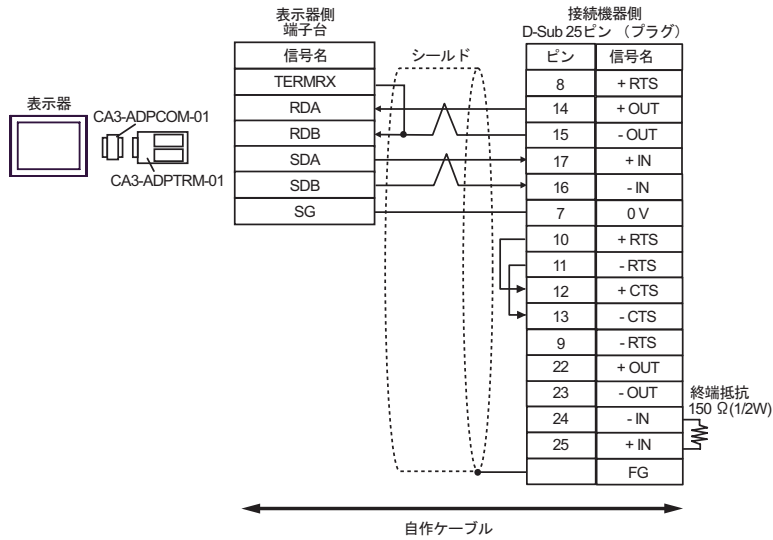 表示器側
端子台
接続機器側
D-Sub 25ピン （プラグ）
信号名
シールド
ピン 信号名
TERMRX
8 + RTS
表示器
CA3-ADPCOM-01
RDA
14 + OUT
RDB
15 - OUT
SDA
17 + IN
CA3-ADPTRM-01
SDB
16 - IN
SG
7 0 V
10 + RTS
11 - RTS
12 + CTS
13 - CTS
9 - RTS
22 + OUT
23 - OUT
終端抵抗
150 Ω(1/2W)
24 - IN
25 + IN
FG
自作ケーブル